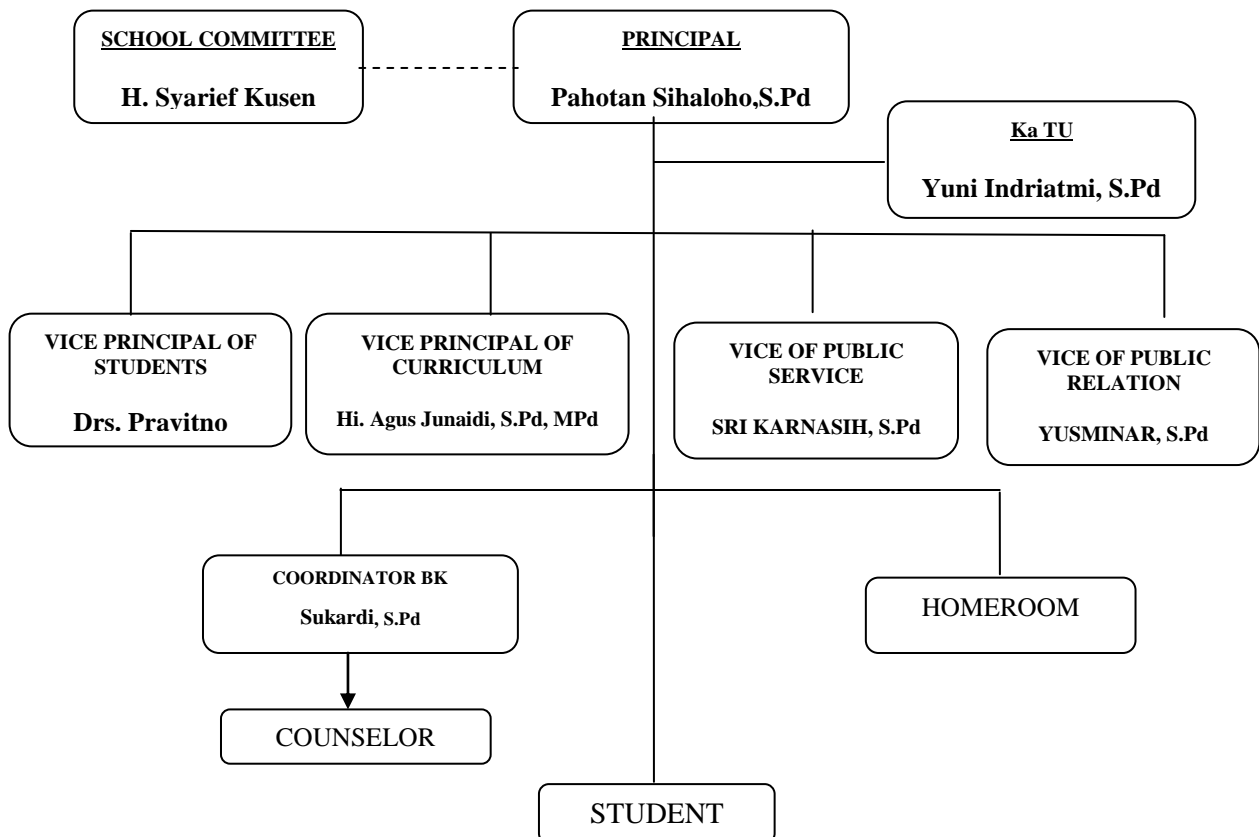 SCHOOL COMMITTEE
H. Syarief Kusen
PRINCIPAL
Pahotan Sihaloho,S.Pd
Ka TU
Yuni Indriatmi, S.Pd
VICE PRINCIPAL OF
STUDENTS
Drs. Pravitno
VICE PRINCIPAL OF
CURRICULUM
Hi. Agus Junaidi, S.Pd, MPd
VICE OF PUBLIC
SERVICE
SRI KARNASIH, S.Pd
VICE OF PUBLIC
RELATION
YUSMINAR, S.Pd
COORDINATOR BK
Sukardi, S.Pd
HOMEROOM
COUNSELOR
STUDENT